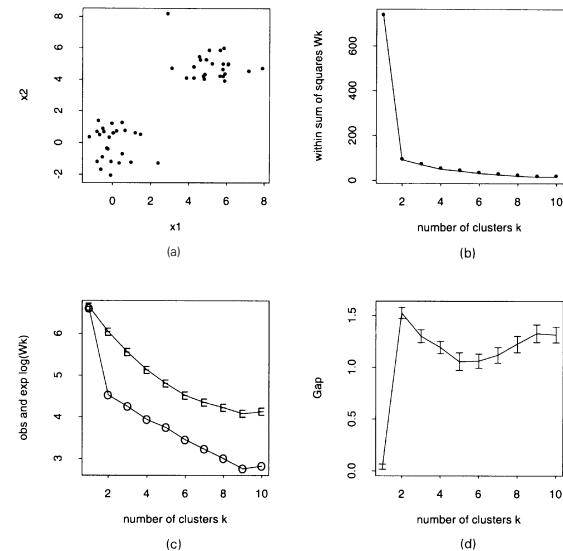 x2
8
6
4
2
0
-2
0
2
4
6
8
x1
(a)
within sum of squares Wk
600
200
0
2
4
6
8
10
number of clusters k
(b)
obs and exp log(Wk)
6
5
4
3
E
E
E
E
E
E
E
E
E
E
2
4
6
8
10
number of clusters k
(c)
Gap
1.5
1.0
0.5
0.0
2
4
6
8
10
number of clusters k
(d)